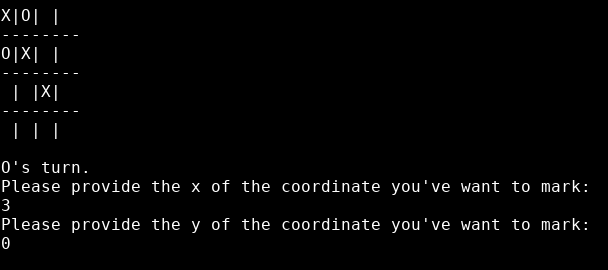 X|O| |
--------
O|X| |
--------
 | |X|
--------
 | | |

O's turn.
Please provide the x of the coordinate you've want to mark:
3
Please provide the y of the coordinate you've want to mark:
0